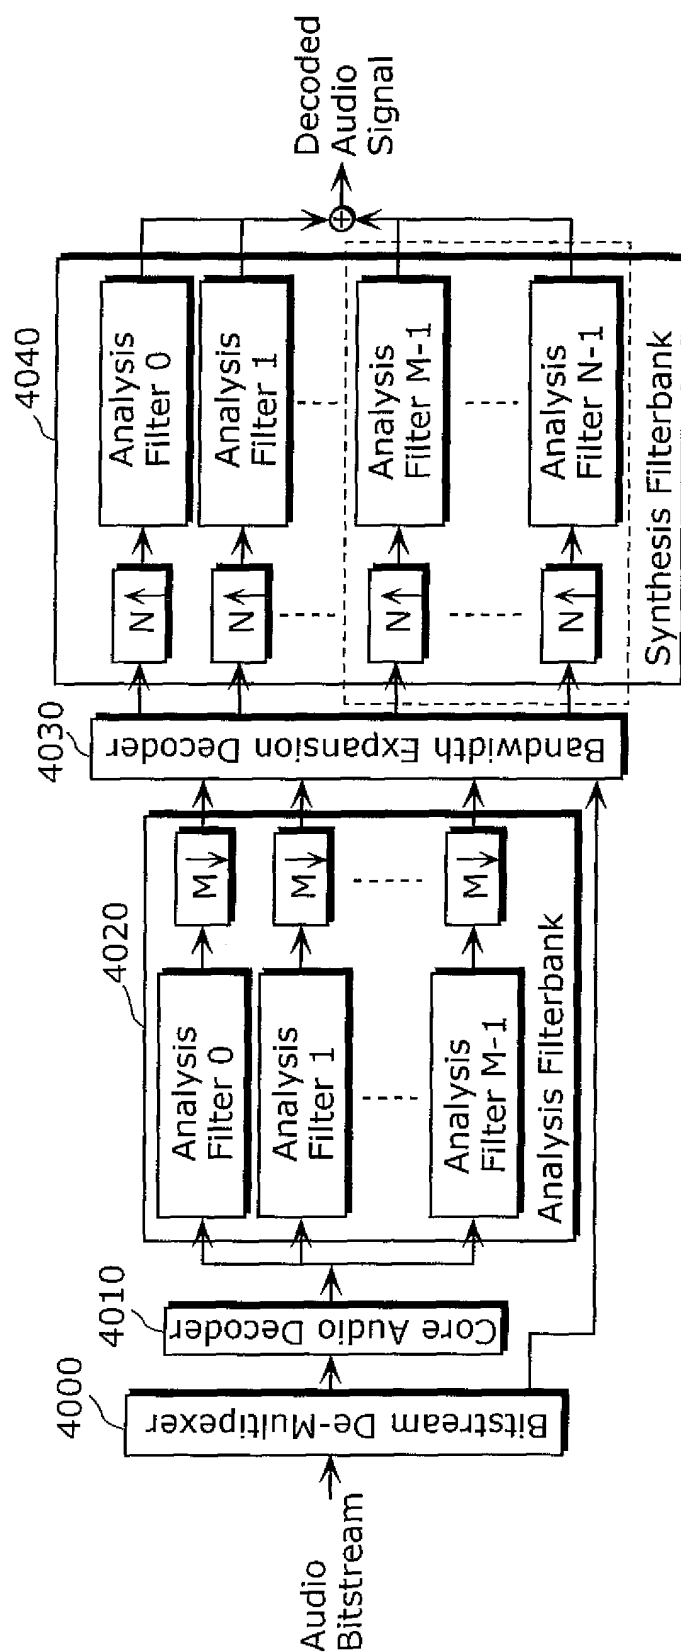 Audio
Bitstream
4000
Bitstream De-Multipexer
4010
Core Audio Decoder
4020
Analysis
Filter 0
M↓
Analysis
Filter 1
M↓
Analysis
Filter M-1
M↓
Analysis Filterbank
4030
Bandwidth Expansion Decoder
4040
N↑
Analysis
Filter 0
N↑
Analysis
Filter 1
N↑
Analysis
Filter M-1
N↑
Analysis
Filter N-1
Synthesis Filterbank
+
Decoded
Audio
Signal